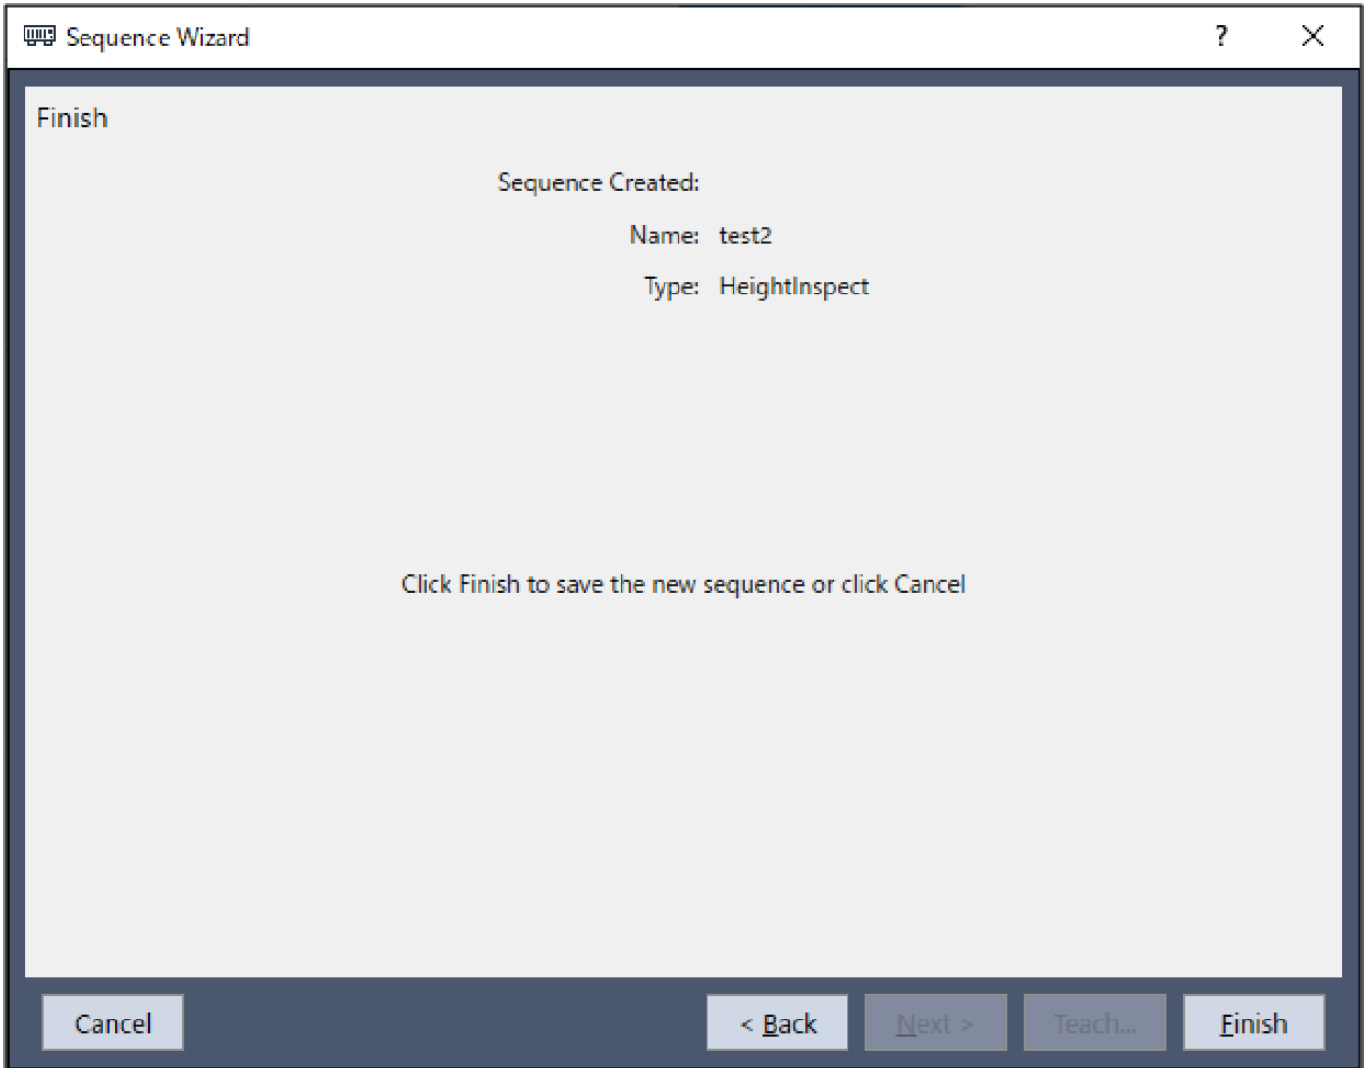 Sequence Wizard ?
Finish
Sequence Created:
Name: test2
Type: HeightInspect
Click Finish to save the new sequence or click Cancel
Cancel < Back Next > Teach... Finish